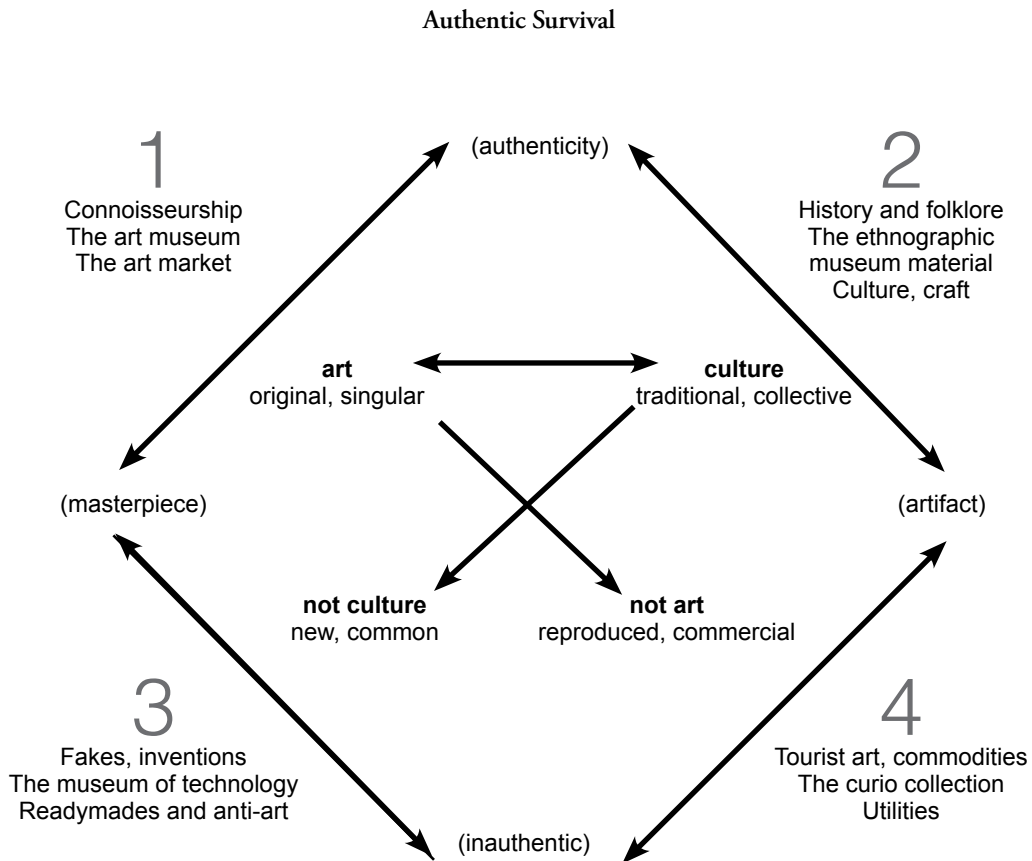 Authentic Survival
(authenticity)
1
Connoisseurship
The art museum
The art market
2
History and folklore
The ethnographic
museum material
Culture, craft
art
original, singular
culture
traditional, collective
(masterpiece)
(artifact)
not culture
new, common
not art
reproduced, commercial
3
Fakes, inventions
The museum of technology
Readymades and anti-art
4
Tourist art, commodities
The curio collection
Utilities
(inauthentic)